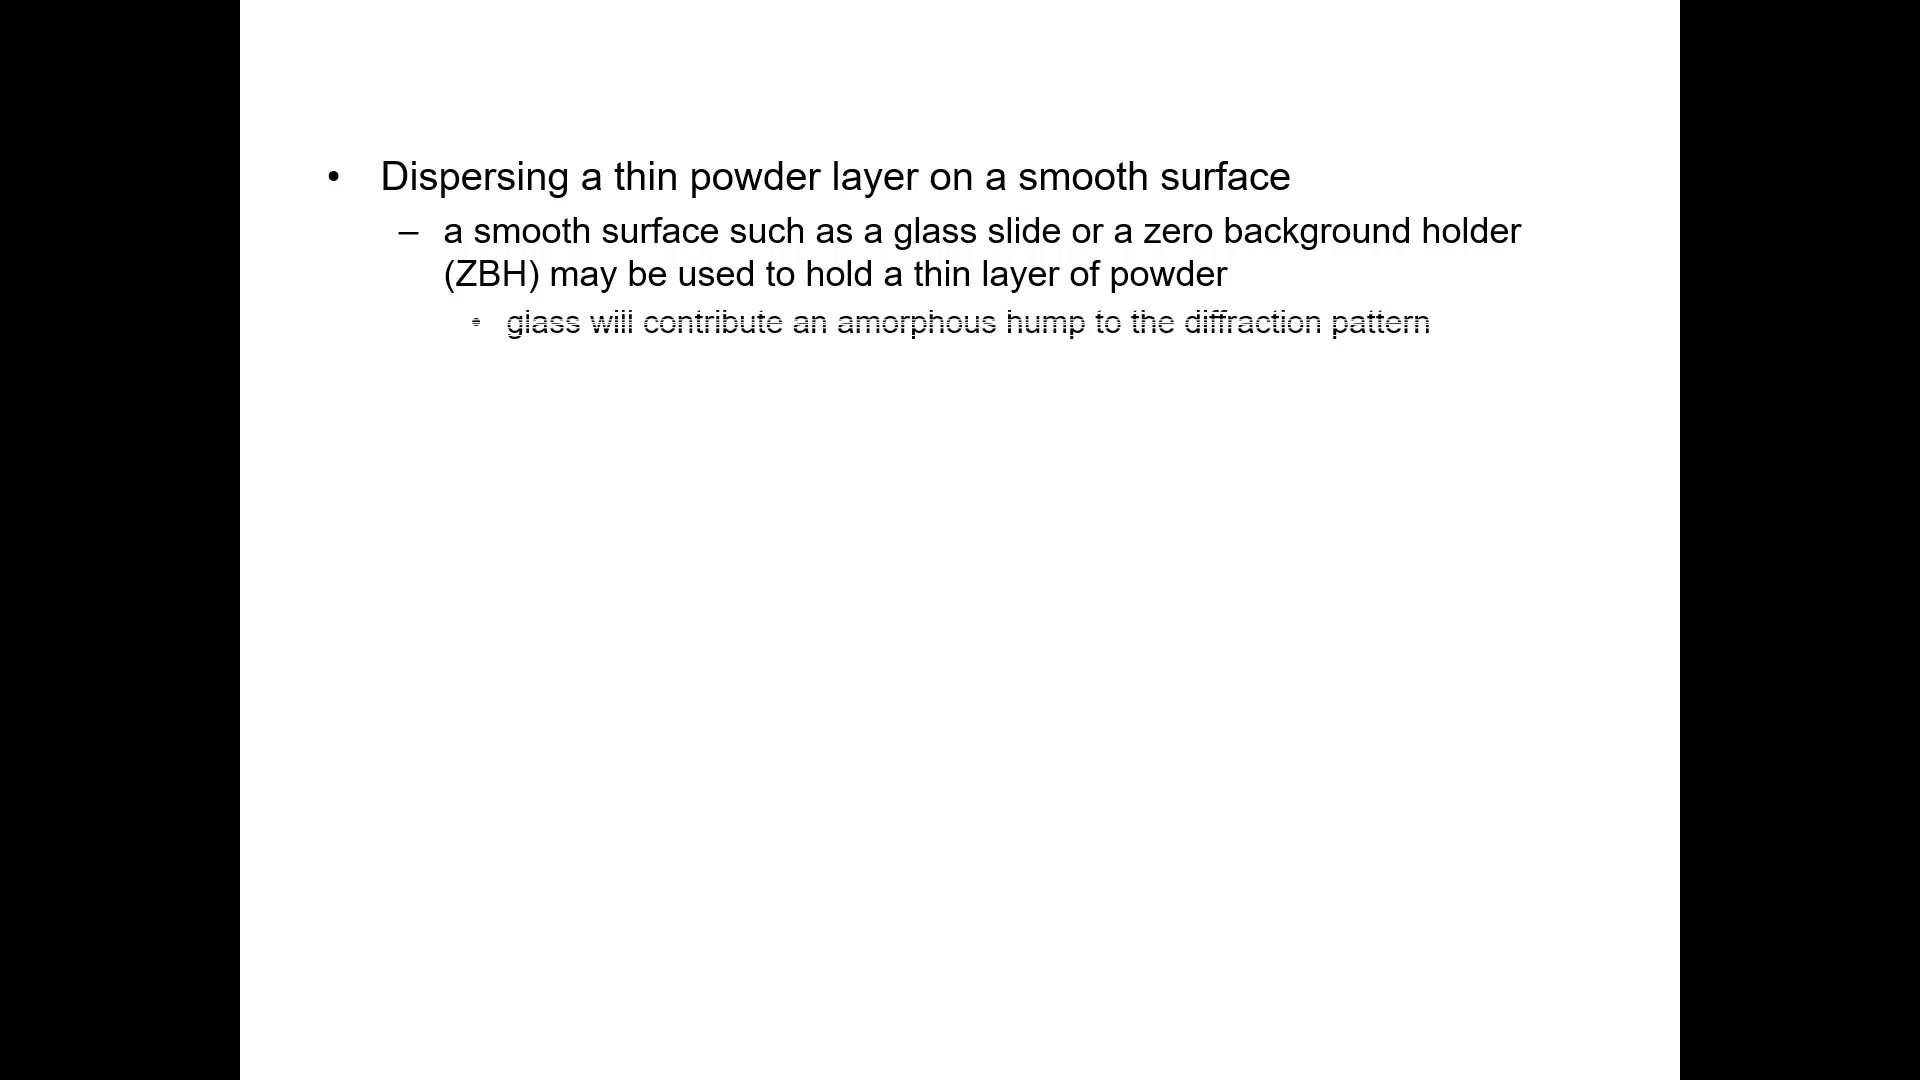 • Dispersing a thin powder layer on a smooth surface
– a smooth surface such as a glass slide or a zero background holder
(ZBH) may be used to hold a thin layer of powder
• glass will contribute an amorphous hump to the diffraction pattern